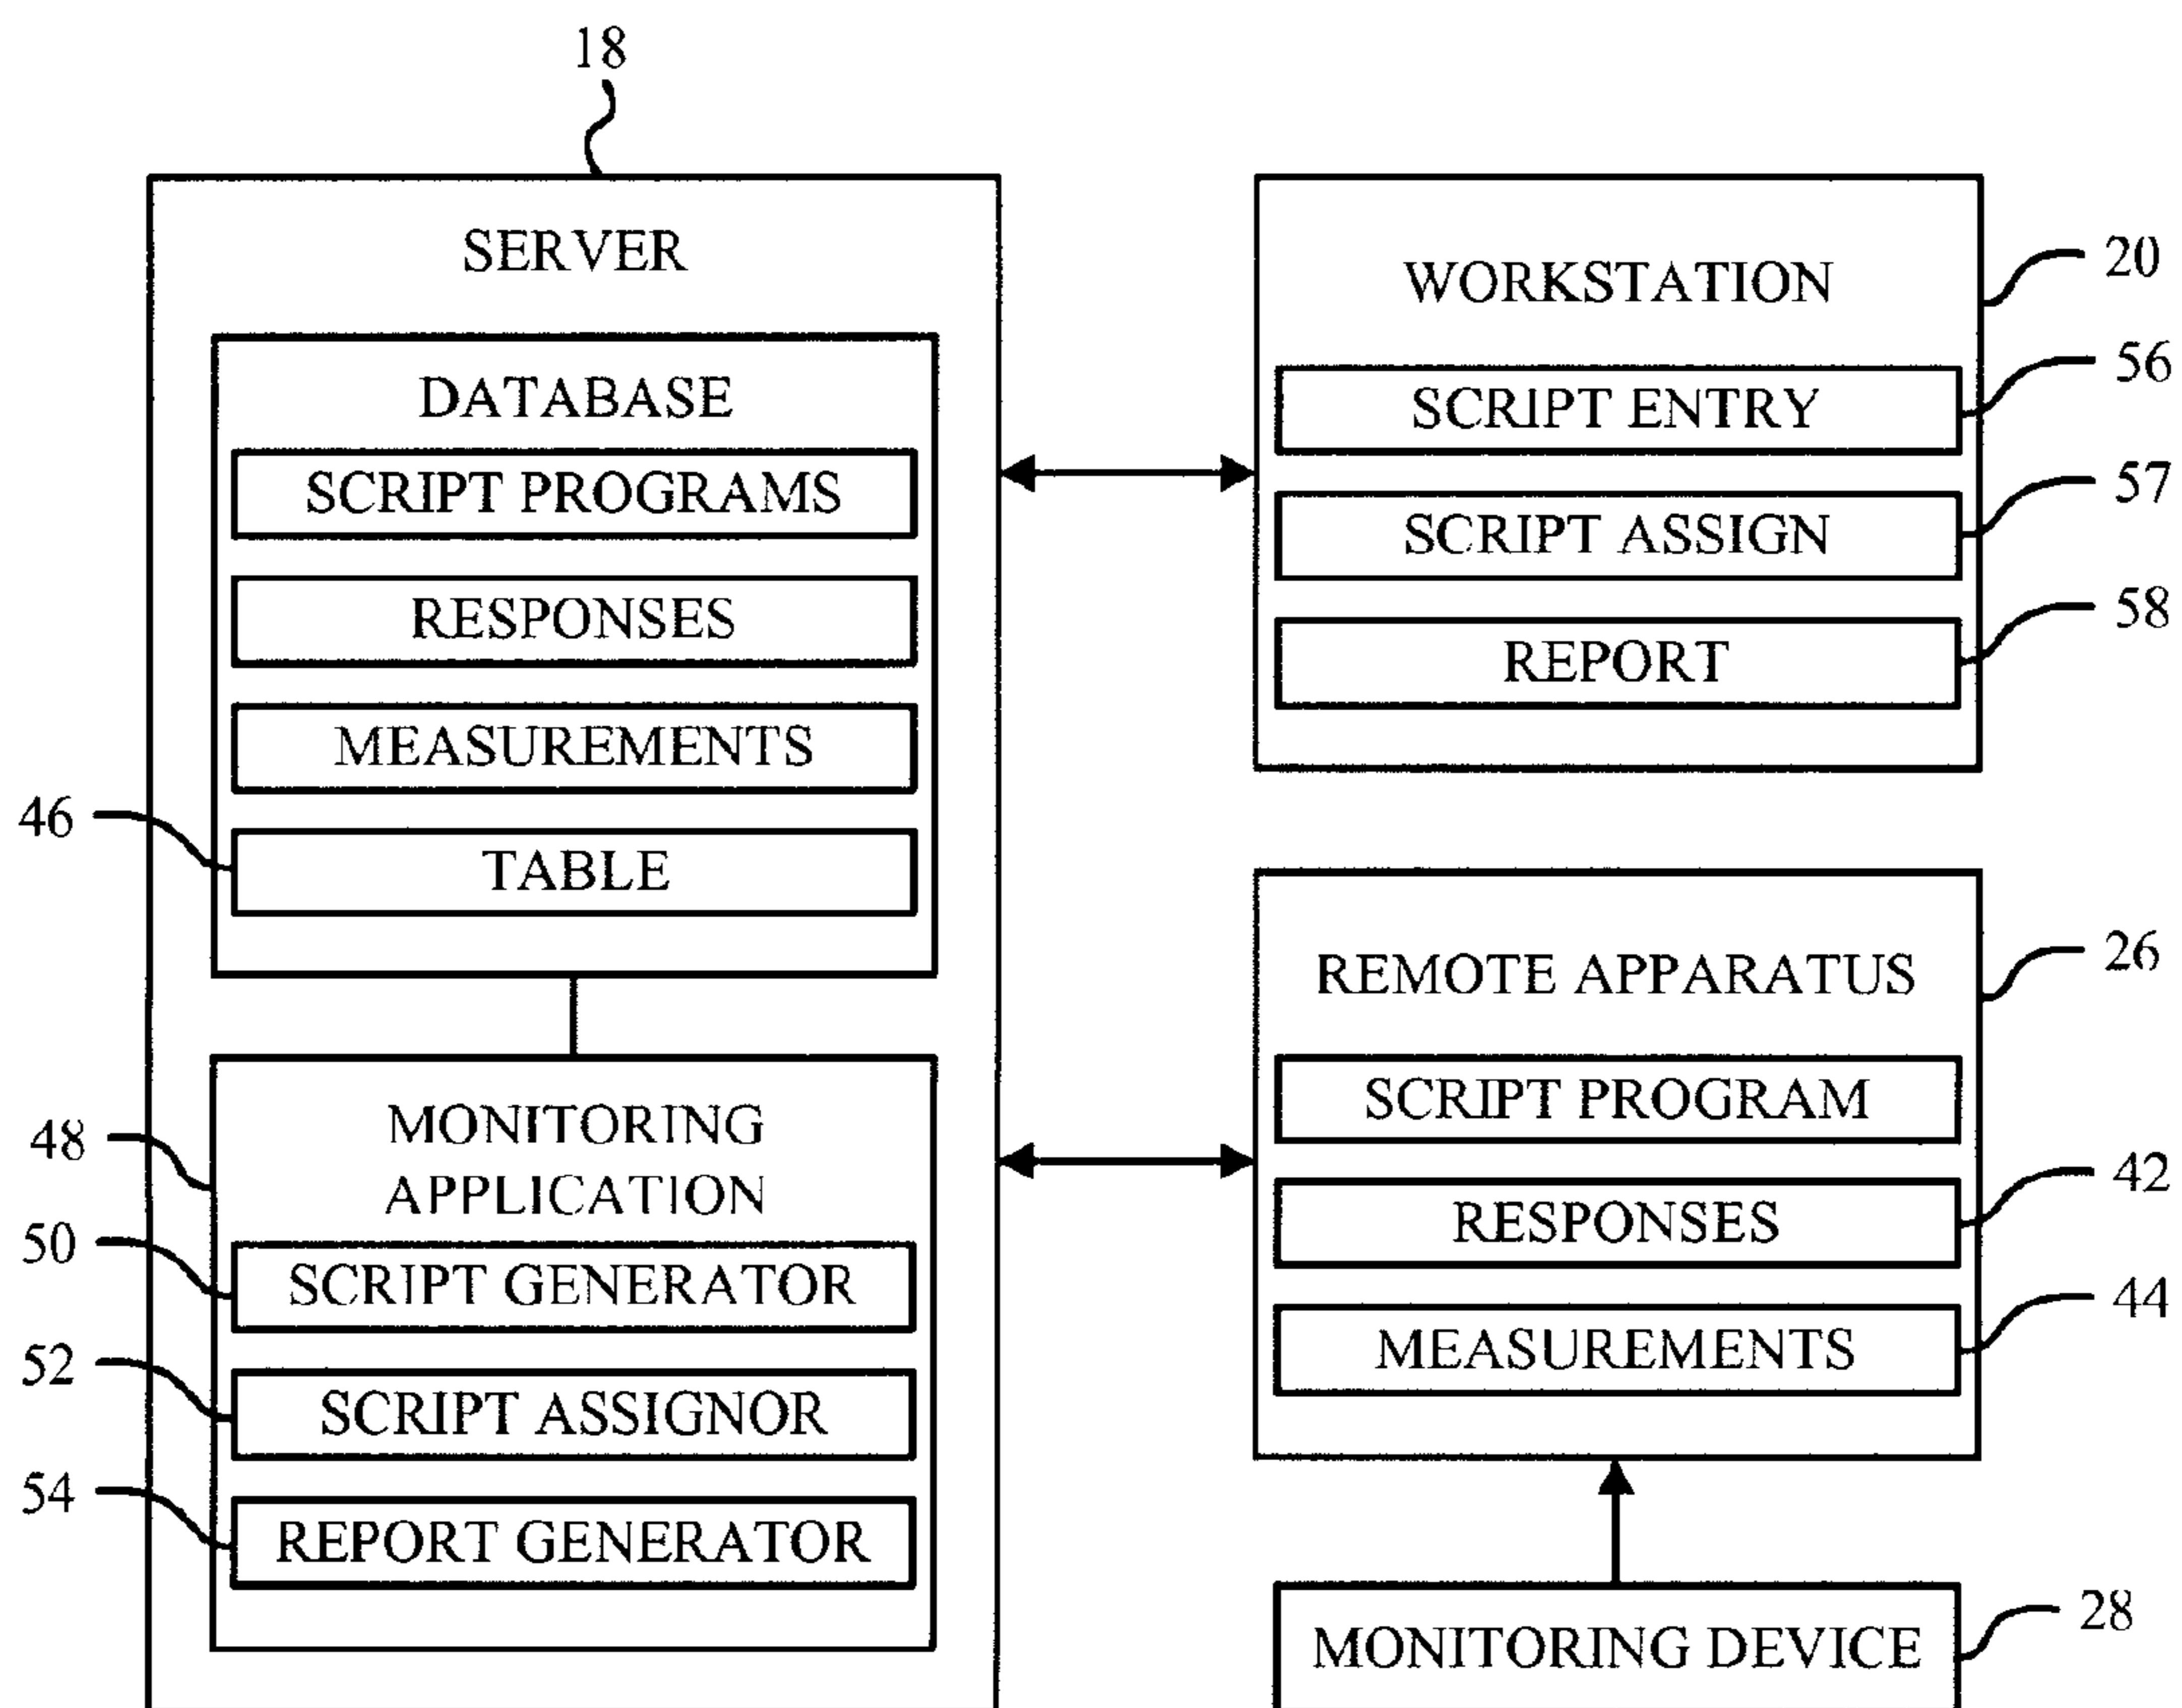 18
SERVER
DATABASE
SCRIPT PROGRAMS
RESPONSES
MEASUREMENTS
46
TABLE
48
MONITORING
APPLICATION
50
SCRIPT GENERATOR
52
SCRIPT ASSIGNOR
54
REPORT GENERATOR
WORKSTATION
20
SCRIPT ENTRY
56
SCRIPT ASSIGN
57
REPORT
58
REMOTE APPARATUS
26
SCRIPT PROGRAM
RESPONSES
42
MEASUREMENTS
44
MONITORING DEVICE
28